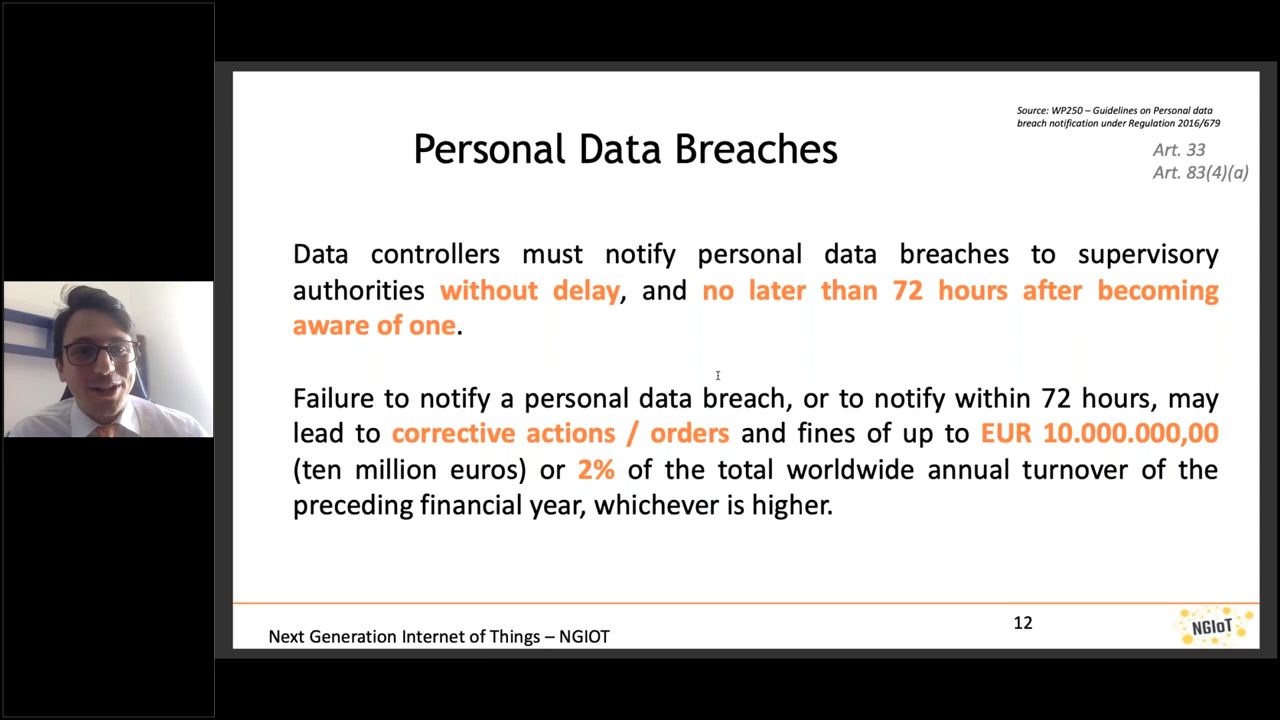 Source: WP250 – Guidelines on Personal data
breach notification under Regulation 2016/679
Personal Data Breaches
Art. 33
Art. 83(4)(a)
Data controllers must notify personal data breaches to supervisory
authorities without delay, and no later than 72 hours after becoming
aware of one.
Failure to notify a personal data breach, or to notify within 72 hours, may
lead to corrective actions / orders and fines of up to EUR 10.000.000,00
(ten million euros) or 2% of the total worldwide annual turnover of the
preceding financial year, whichever is higher.
Next Generation Internet of Things – NGIOT
12
NGIoT